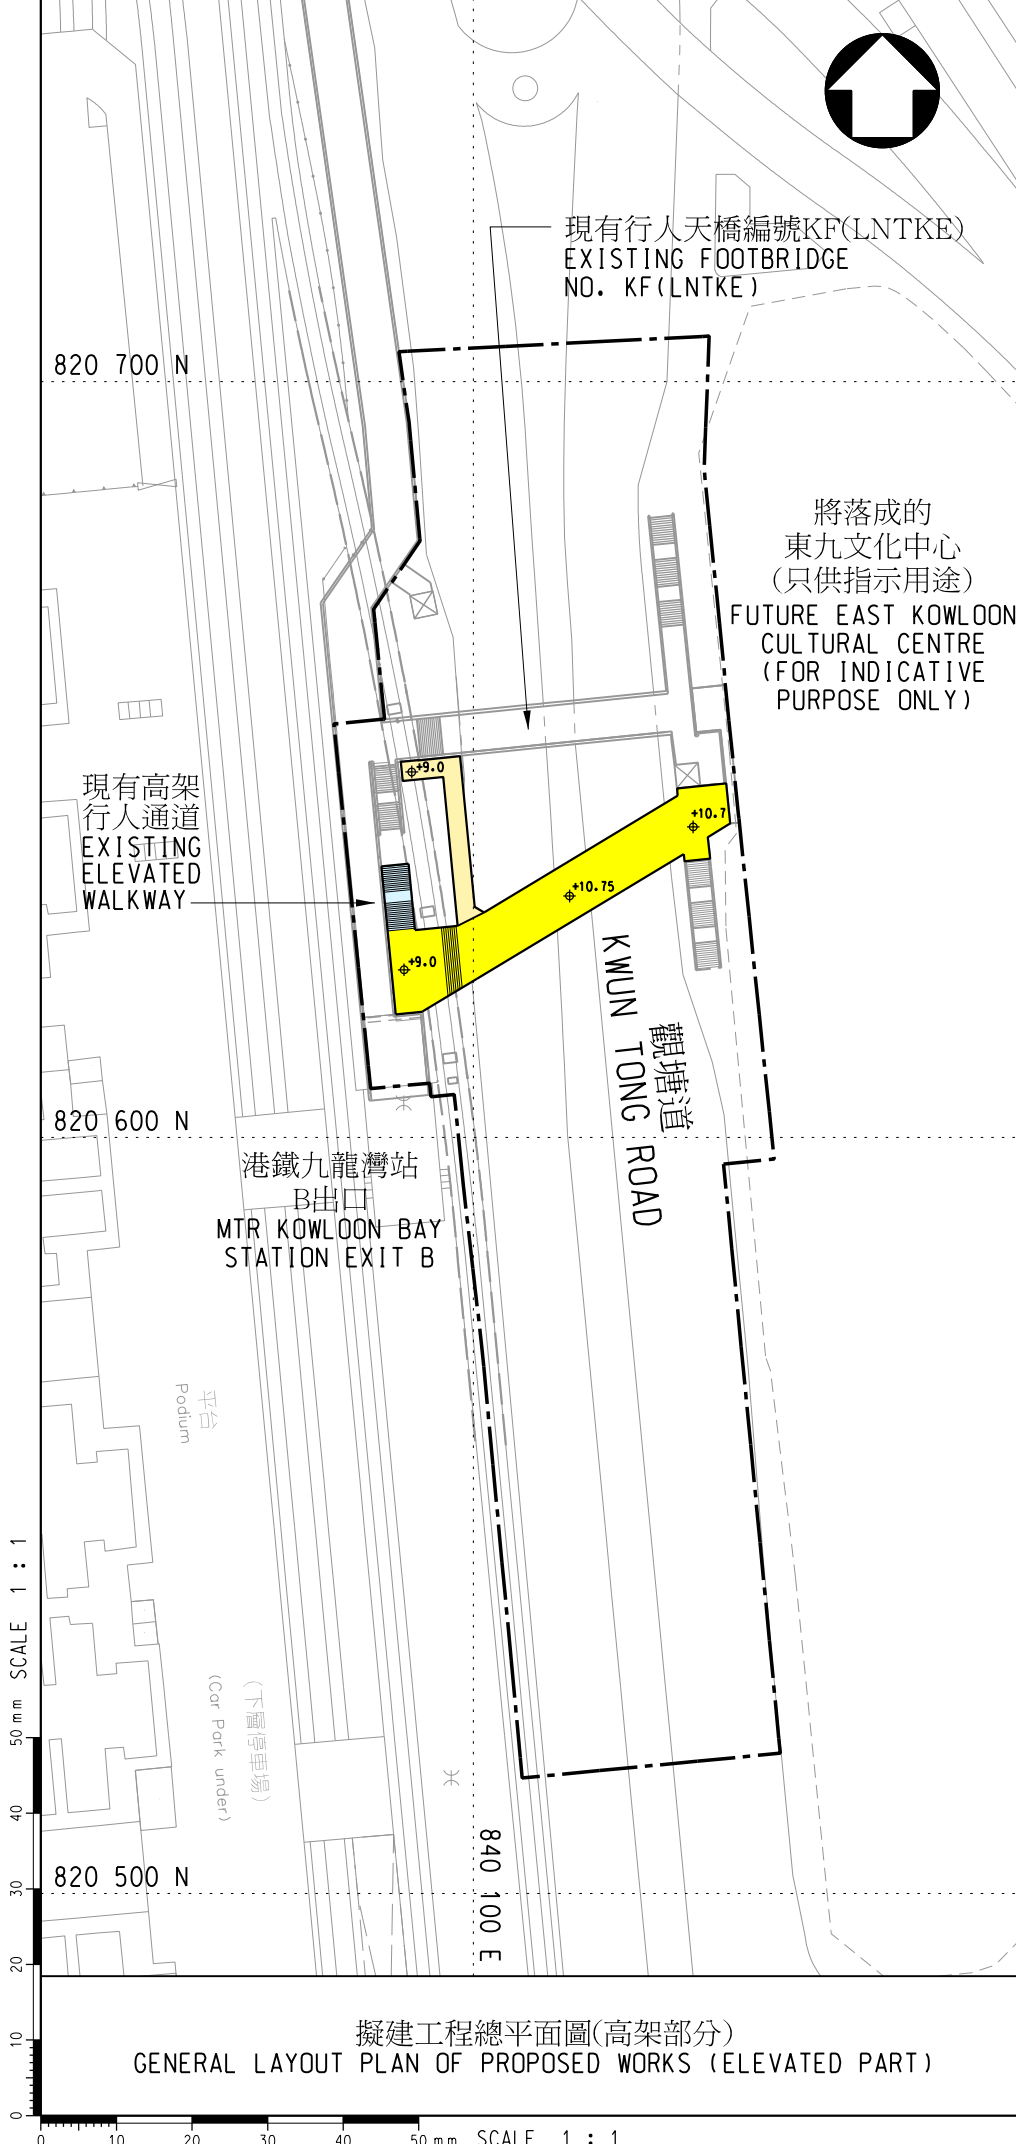 現有行人天橋編號KF(LNTKE)
EXISTING FOOTBRIDGE
NO. KF(LNTKE)
820 700 N
將落成的
東九文化中心
(只供指示用途)
FUTURE EAST KOWLOON
CULTURAL CENTRE
(FOR INDICATIVE
PURPOSE ONLY)
現有高架
行人通道
EXISTING
ELEVATED
WALKWAY
+9.0
+10.7
+10.75
+9.0
觀塘道
KWUN TONG ROAD
820 600 N
港鐵九龍灣站
B出口
MTR KOWLOON BAY
STATION EXIT B
平台
Podium
(下層停車場)
(Car Park under)
840 100 E
820 500 N
擬建工程總平面圖(高架部分)
GENERAL LAYOUT PLAN OF PROPOSED WORKS (ELEVATED PART)
0 10 20 30 40 50mm SCALE 1 : 1
0 10 20 30 40 50mm SCALE 1 : 1